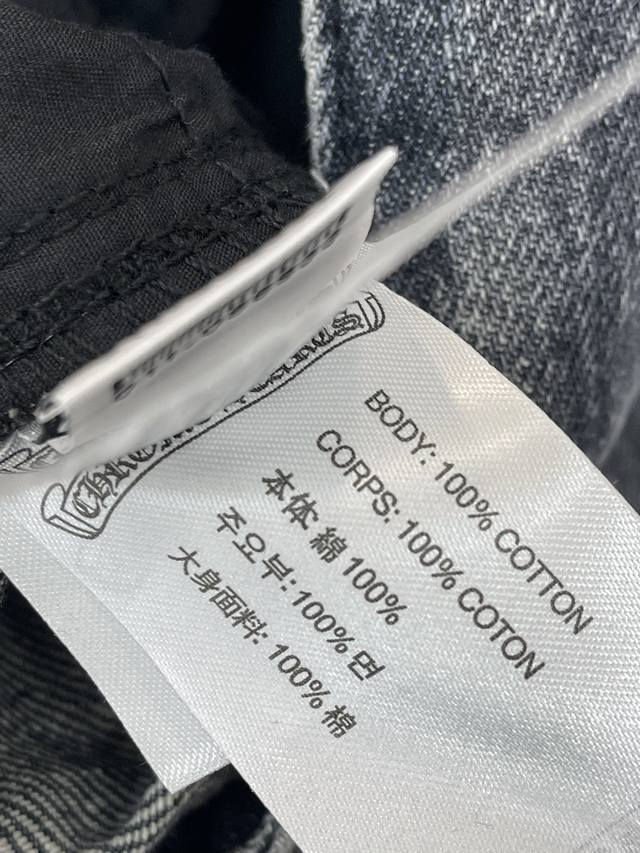 BODY: 100% COTTON
CORPS: 100% COTON
本体 綿 100%
주요부: 100% 면
大身面料: 100% 棉